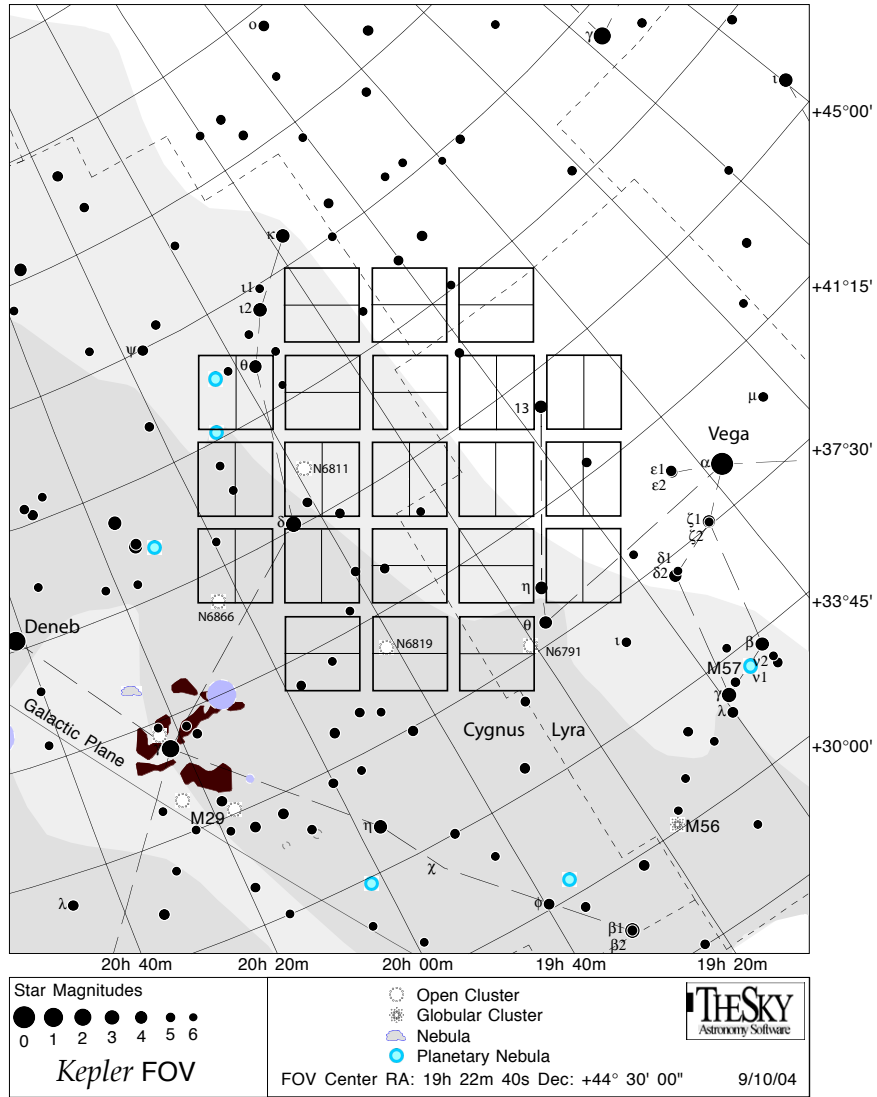 ο
γ
ι
+45°00'
κ
ι1
ι2
+41°15'
ψ
θ
13
μ
Vega
+37°30'
α
ε1
ε2
N6811
δ
ζ1
ζ2
δ1
δ2
η
+33°45'
N6866
Deneb
θ
N6819
N6791
ι
β
M57
ν2
ν1
γ
λ
Galactic Plane
Cygnus
Lyra
+30°00'
M29
η
M56
χ
λ
φ
β1
β2
20h 40m
20h 20m
20h 00m
19h 40m
19h 20m
Star Magnitudes
0 1 2 3 4 5 6
Kepler FOV
Open Cluster
Globular Cluster
Nebula
Planetary Nebula
THESKY
Astronomy Software
FOV Center RA: 19h 22m 40s Dec: +44° 30' 00"
9/10/04